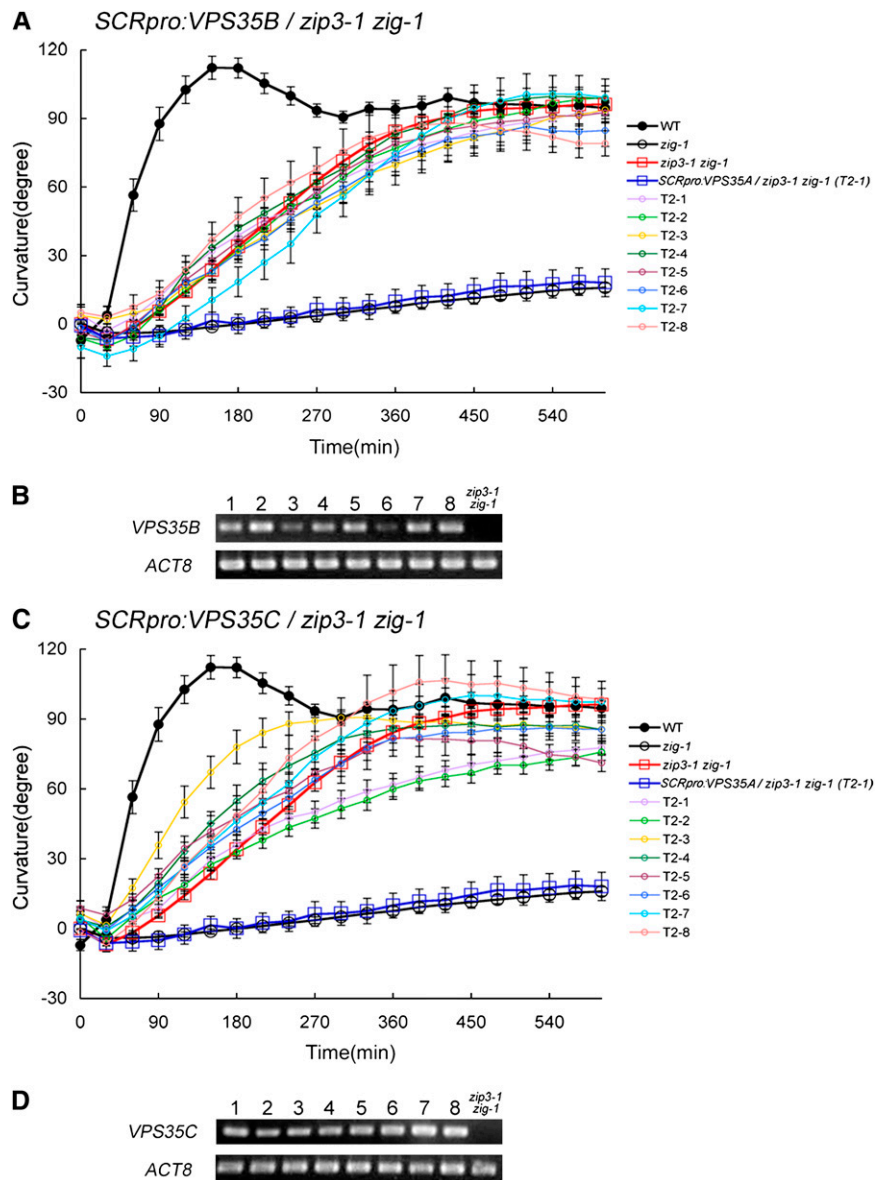 A
SCRpro:VPS35B / zip3-1 zig-1
120
90
60
30
0
-30
Curvature(degree)
0 90 180 270 360 450 540
Time(min)
WT
zig-1
zip3-1 zig-1
SCRpro:VPS35A / zip3-1 zig-1 (T2-1)
T2-1
T2-2
T2-3
T2-4
T2-5
T2-6
T2-7
T2-8
B
1 2 3 4 5 6 7 8 zip3-1
zig-1
VPS35B
ACT8
C
SCRpro:VPS35C / zip3-1 zig-1
120
90
60
30
0
-30
Curvature(degree)
0 90 180 270 360 450 540
Time(min)
WT
zig-1
zip3-1 zig-1
SCRpro:VPS35A / zip3-1 zig-1 (T2-1)
T2-1
T2-2
T2-3
T2-4
T2-5
T2-6
T2-7
T2-8
D
1 2 3 4 5 6 7 8 zip3-1
zig-1
VPS35C
ACT8